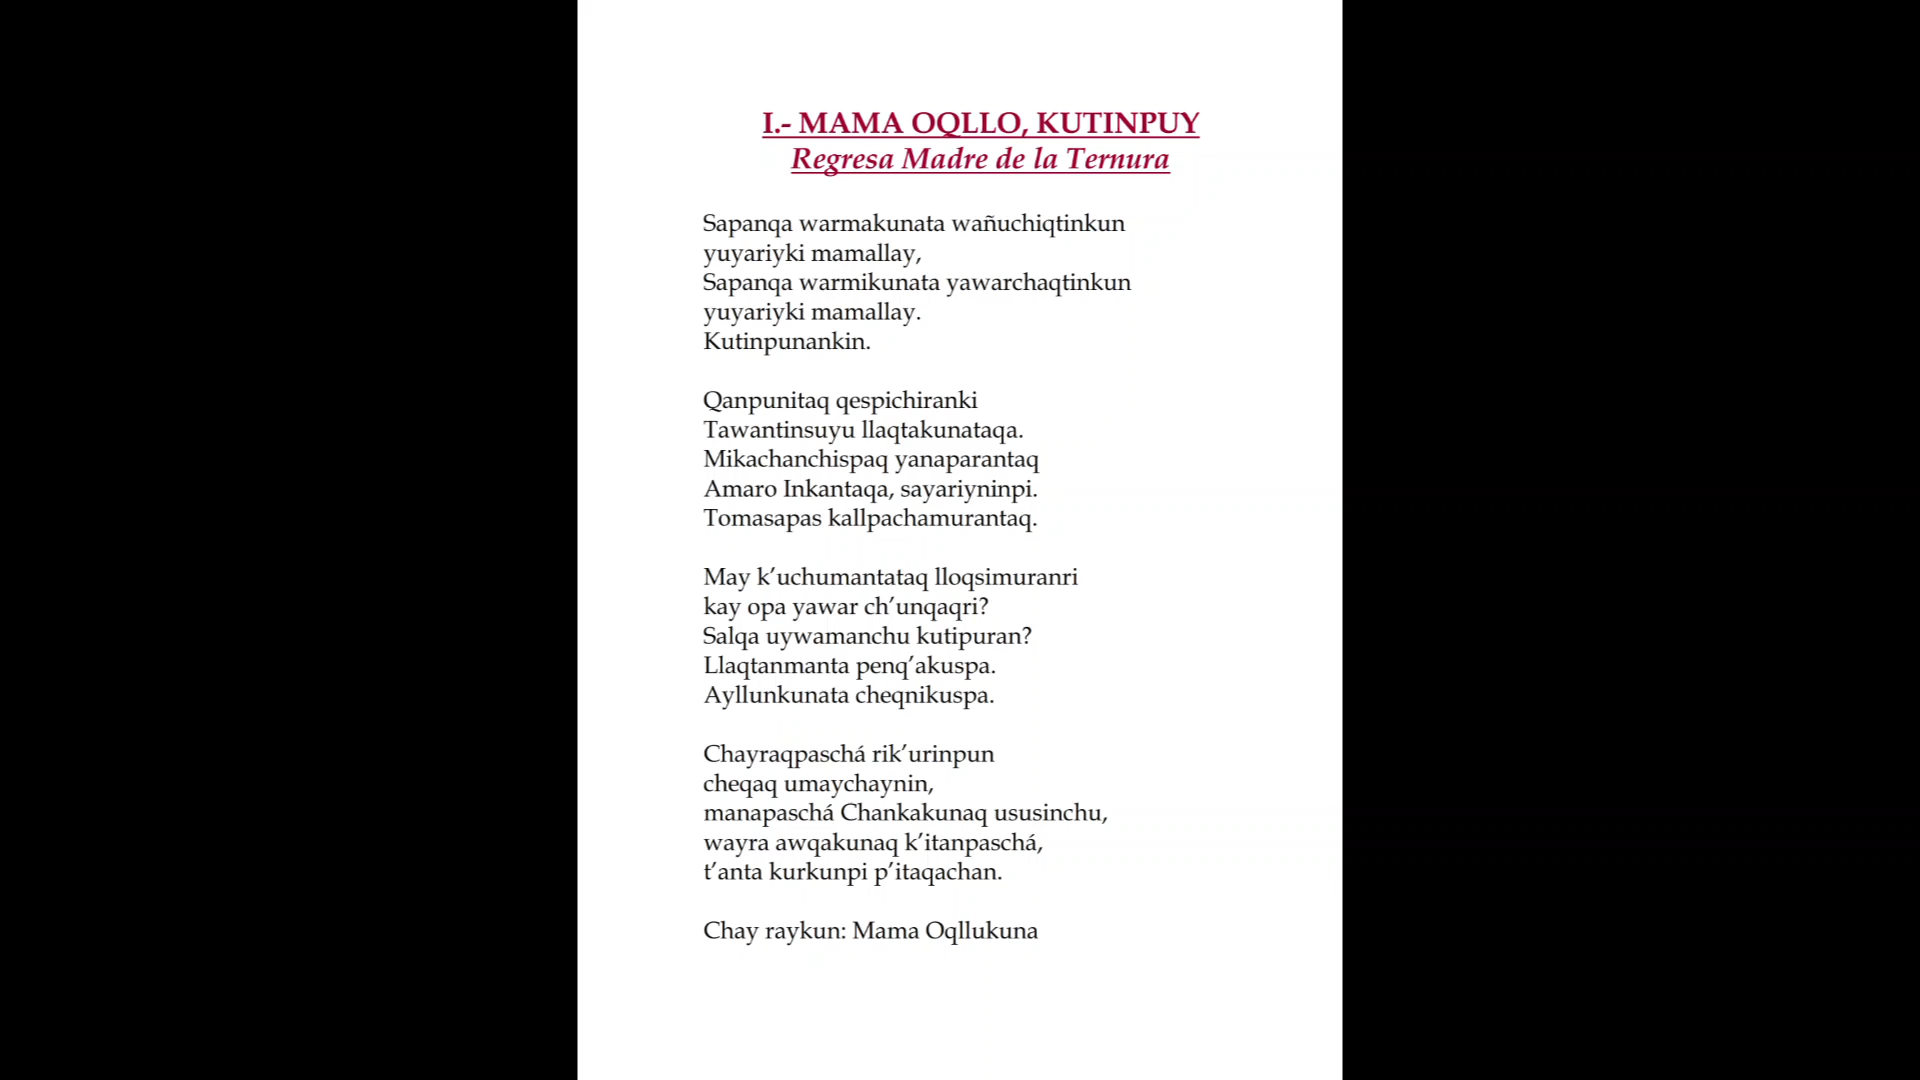 I.- MAMA OQLLO, KUTINPUY
Regresa Madre de la Ternura
Sapanqa warmakunata wañuchiqtinkun
yuyariyki mamallay,
Sapanqa warmikunata yawarchaqtinkun
yuyariyki mamallay.
Kutinpunankin.
Qanpunitaq qespichiranki
Tawantinsuyu llaqtakunataqa.
Mikachanchispaq yanaparantaq
Amaro Inkantaqa, sayariyninpi.
Tomasapas kallpachamurantaq.
May k’uchumantataq lloqsimuranri
kay opa yawar ch’unqaqri?
Salqa uywamanchu kutipuran?
Llaqtanmanta penq’akuspa.
Ayllunkunata cheqnikuspa.
Chayraqpaschá rik’urinpun
cheqaq umaychaynin,
manapaschá Chankakunaq ususinchu,
wayra awqakunaq k’itanpaschá,
t’anta kurkunpi p’itaqachan.
Chay raykun: Mama Oqllukuna